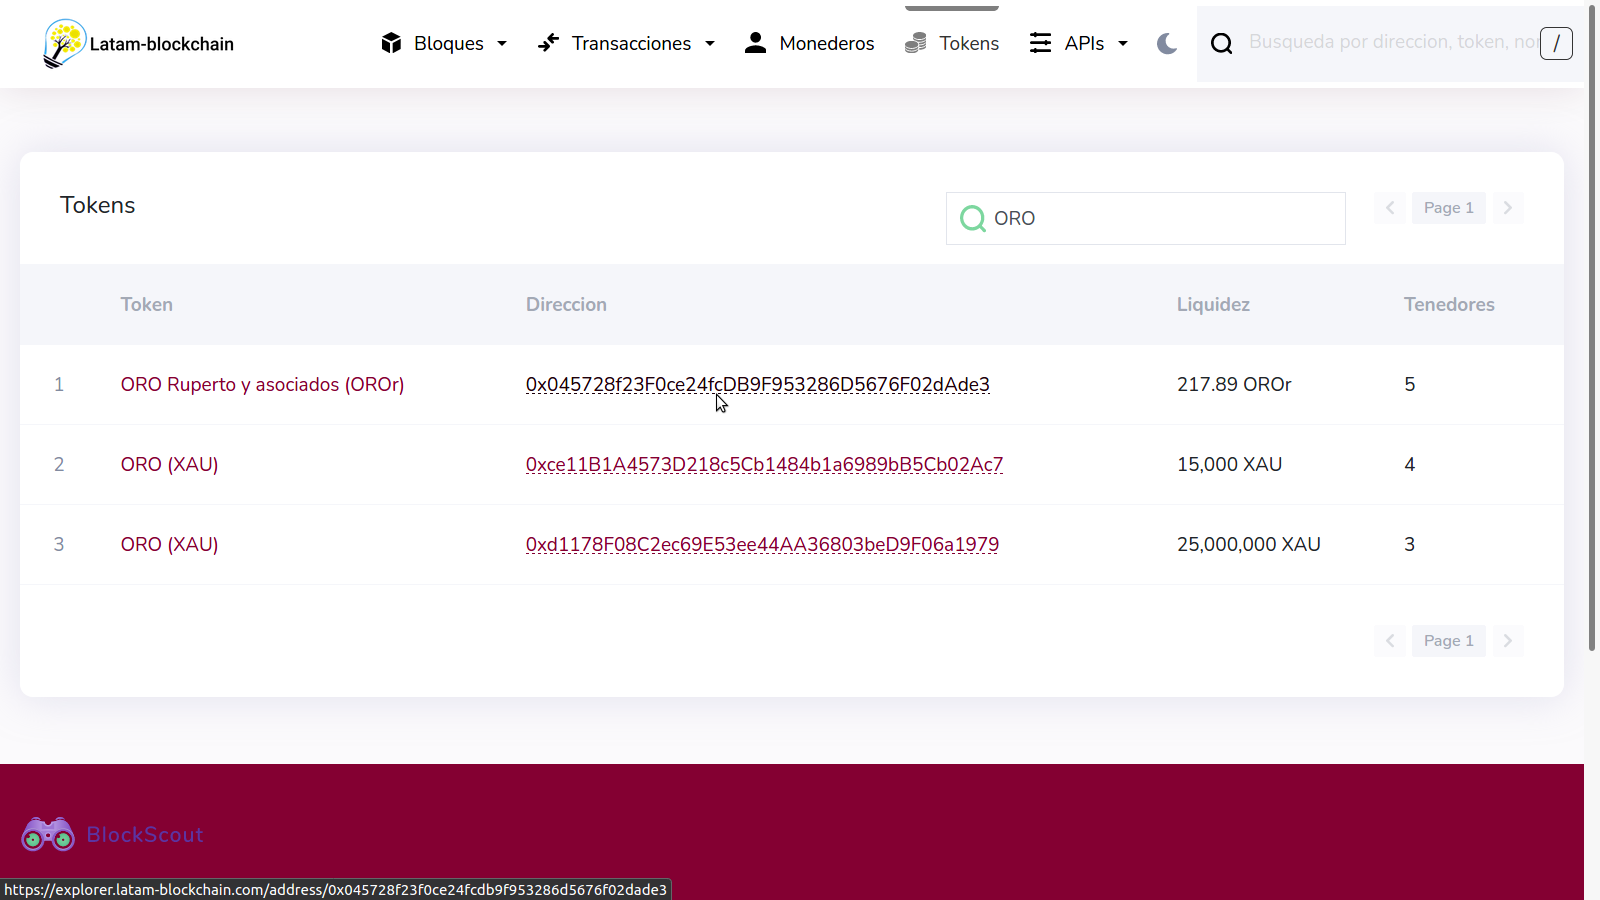 Latam-blockchain
Bloques
Transacciones
Monederos
Tokens
APIs
Busqueda por direccion, token, nor
/
Tokens
ORO
Page 1
Token Direccion Liquidez Tenedores
1 ORO Ruperto y asociados (OROr) 0x045728f23F0ce24fcDB9F953286D5676F02dAde3 217.89 OROr 5
2 ORO (XAU) 0xce11B1A4573D218c5Cb1484b1a6989bB5Cb02Ac7 15,000 XAU 4
3 ORO (XAU) 0xd1178F08C2ec69E53ee44AA36803beD9F06a1979 25,000,000 XAU 3
Page 1
BlockScout
https://explorer.latam-blockchain.com/address/0x045728f23f0ce24fcdb9f953286d5676f02dade3